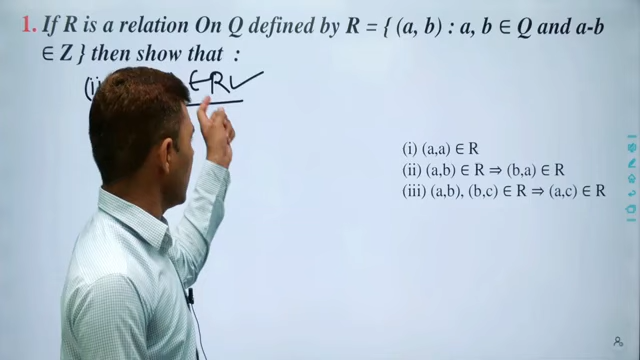 1. If R is a relation On Q defined by R = { (a, b) : a, b ∈ Q and a-b
∈ Z } then show that :
(i ∈ R ✓
(i) (a,a) ∈ R
(ii) (a,b) ∈ R ⇒ (b,a) ∈ R
(iii) (a,b), (b,c) ∈ R ⇒ (a,c) ∈ R